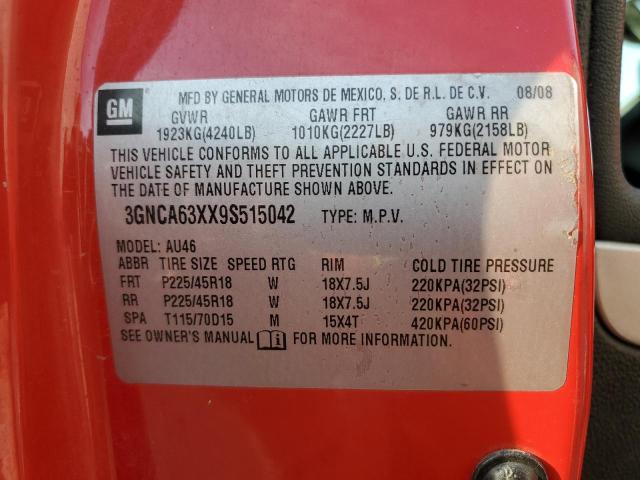 GM
MFD BY GENERAL MOTORS DE MEXICO, S. DE R.L. DE C.V. 08/08
GVWR GAWR FRT GAWR RR
1923KG(4240LB) 1010KG(2227LB) 979KG(2158LB)
THIS VEHICLE CONFORMS TO ALL APPLICABLE U.S. FEDERAL MOTOR
VEHICLE SAFETY AND THEFT PREVENTION STANDARDS IN EFFECT ON
THE DATE OF MANUFACTURE SHOWN ABOVE.
3GNCA63XX9S515042 TYPE: M.P.V.
MODEL: AU46
ABBR TIRE SIZE SPEED RTG RIM COLD TIRE PRESSURE
FRT P225/45R18 W 18X7.5J 220KPA(32PSI)
RR P225/45R18 W 18X7.5J 220KPA(32PSI)
SPA T115/70D15 M 15X4T 420KPA(60PSI)
SEE OWNER'S MANUAL i FOR MORE INFORMATION.